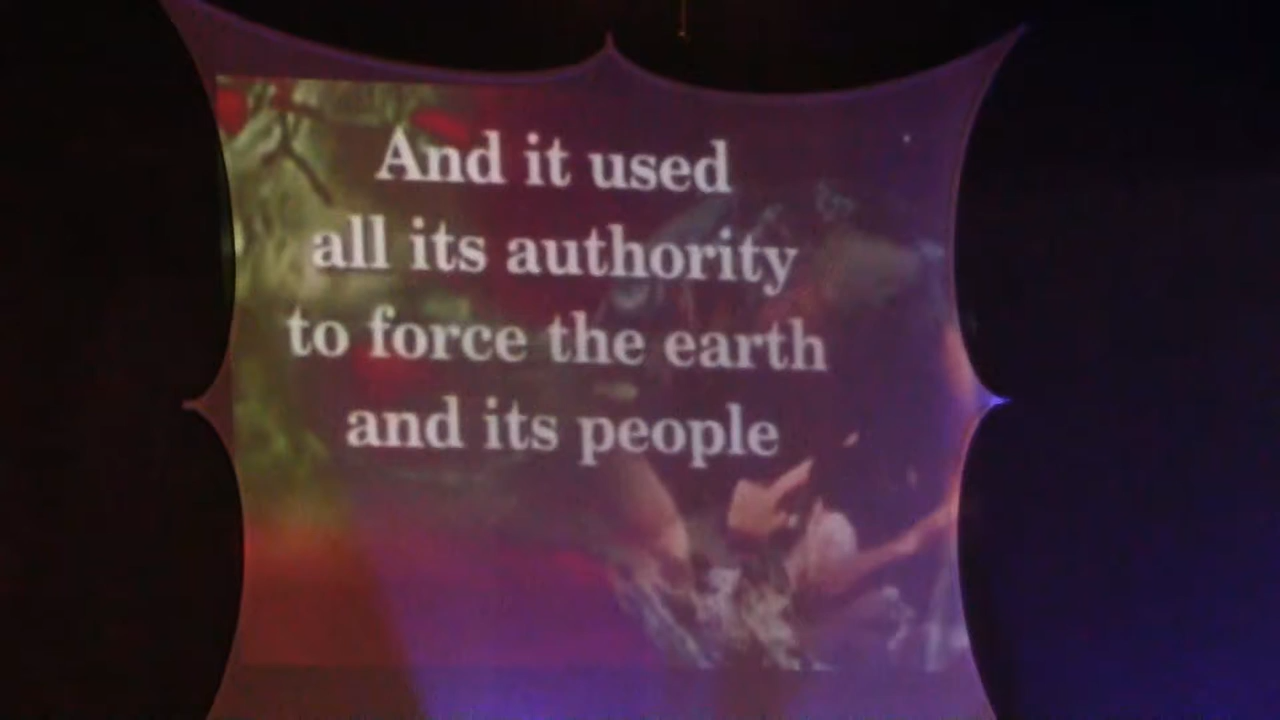 And it used
all its authority
to force the earth
and its people